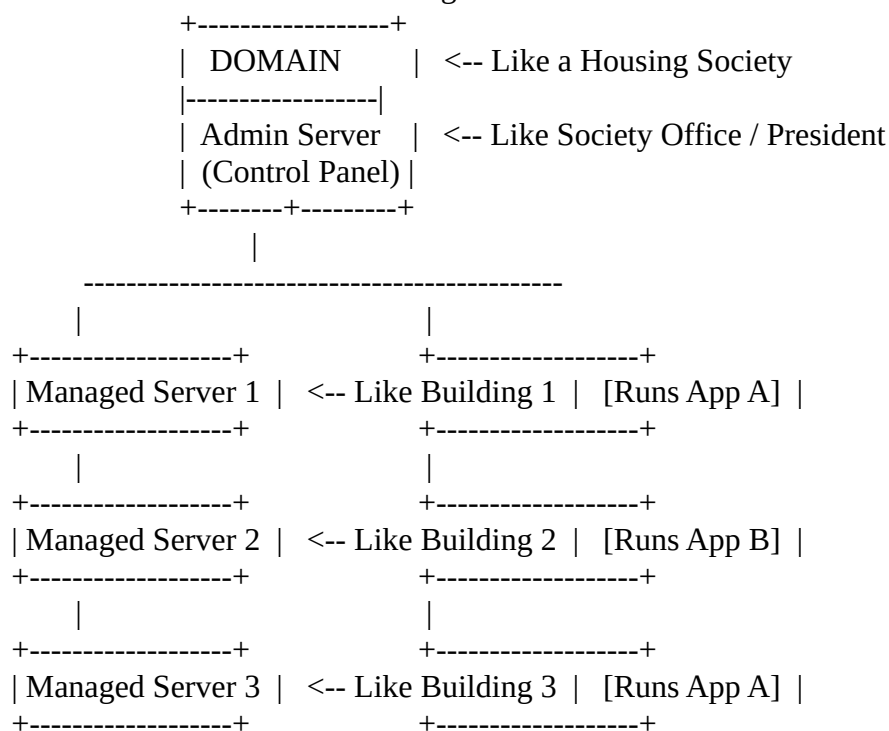 +------------------+
| DOMAIN | <-- Like a Housing Society
|------------------|
| Admin Server | <-- Like Society Office / President
| (Control Panel) |
+--------+---------+
|
---------------------------------------------
| |
+-------------------+ +-------------------+
| Managed Server 1 | <-- Like Building 1 | [Runs App A] |
+-------------------+ +-------------------+
| |
+-------------------+ +-------------------+
| Managed Server 2 | <-- Like Building 2 | [Runs App B] |
+-------------------+ +-------------------+
| |
+-------------------+ +-------------------+
| Managed Server 3 | <-- Like Building 3 | [Runs App A] |
+-------------------+ +-------------------+